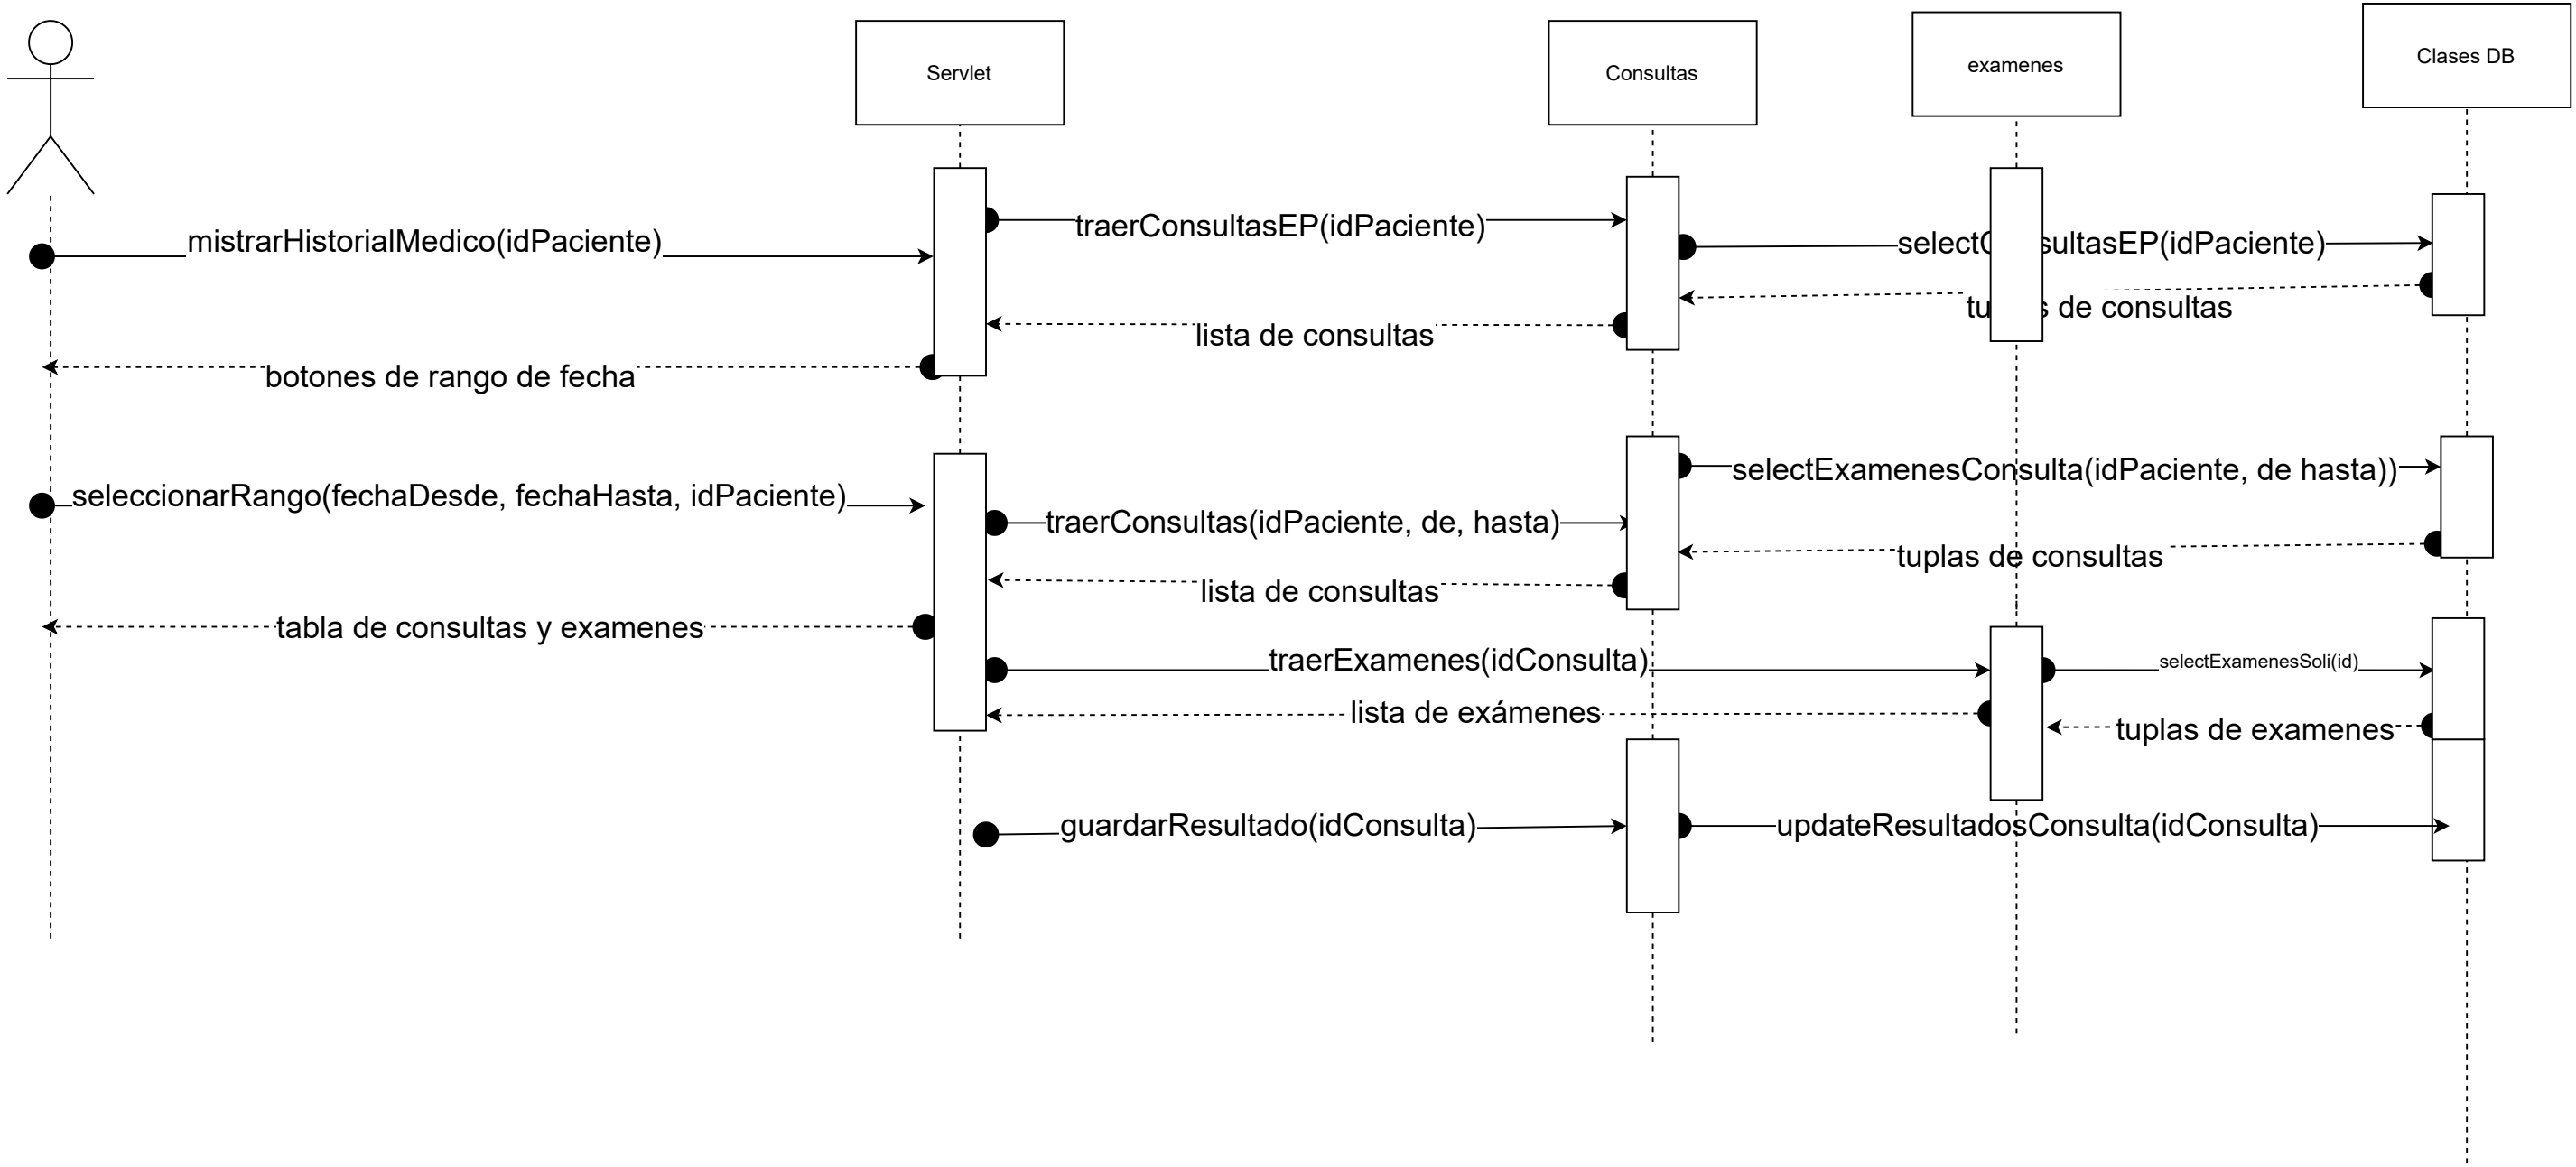 Servlet
Consultas
examenes
Clases DB
mistrarHistorialMedico(idPaciente)
traerConsultasEP(idPaciente)
sultasEP(idPaciente)
de consultas
lista de consultas
botones de rango de fecha
seleccionarRango(fechaDesde, fechaHasta, idPaciente)
selectExamenesConsulta(idPaciente, de hasta))
traerConsultas(idPaciente, de, hasta)
tuplas de consultas
lista de consultas
tabla de consultas y examenes
traerExamenes(idConsulta)
selectExamenesSoli(id)
lista de exámenes
tuplas de examenes
guardarResultado(idConsulta)
updateResultadosConsulta(idConsulta)